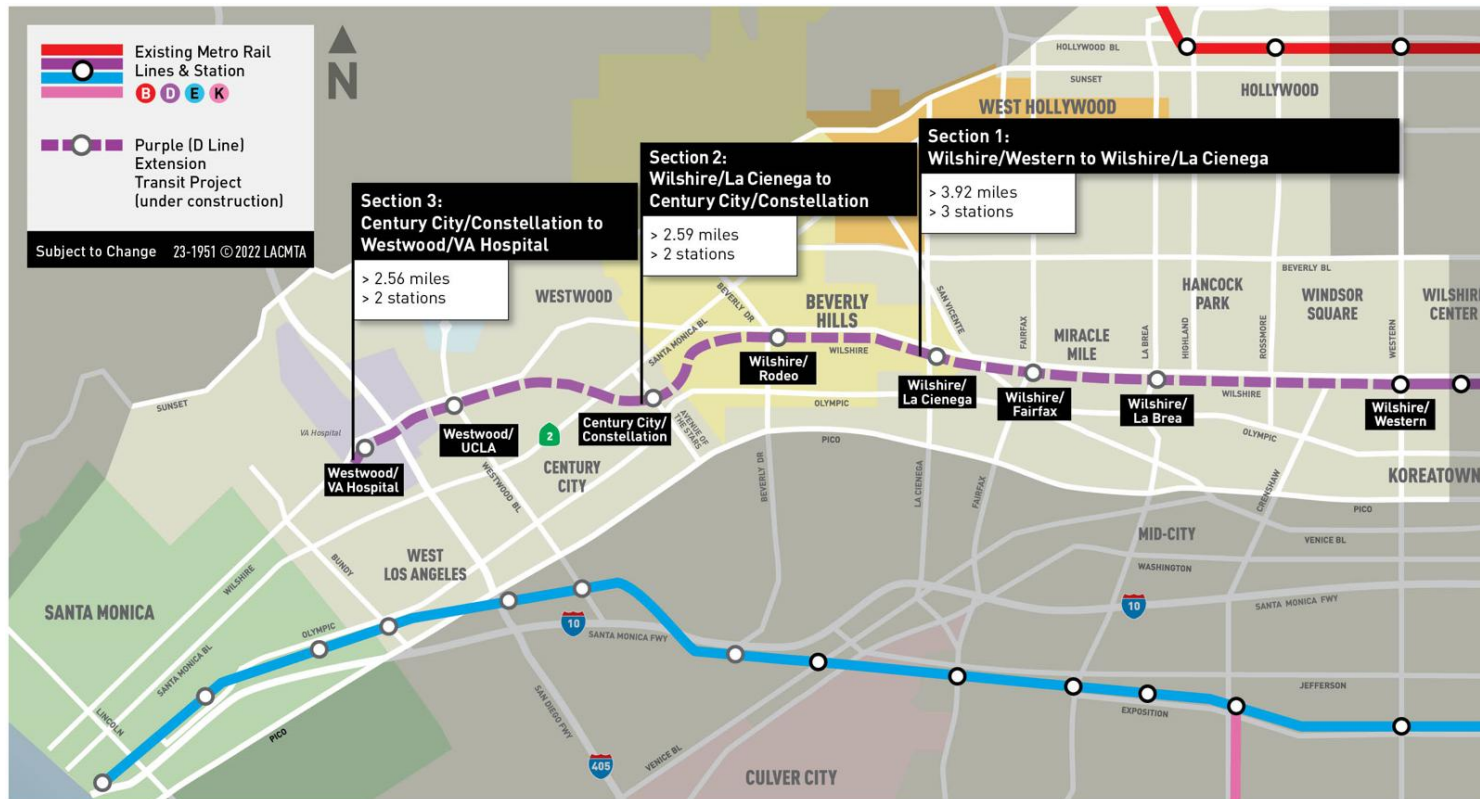 Existing Metro Rail
Lines & Station
B D E K
Purple (D Line)
Extension
Transit Project
(under construction)
Subject to Change 23-1951 © 2022 LACMTA
N
Section 3:
Century City/Constellation to
Westwood/VA Hospital
> 2.56 miles
> 2 stations
Section 2:
Wilshire/La Cienega to
Century City/Constellation
> 2.59 miles
> 2 stations
Section 1:
Wilshire/Western to Wilshire/La Cienega
> 3.92 miles
> 3 stations
HOLLYWOOD BL
SUNSET
HOLLYWOOD
WEST HOLLYWOOD
BEVERLY BL
WESTWOOD
BEVERLY DR
BEVERLY
HILLS
SAN VICENTE
FAIRFAX
MIRACLE
MILE
LA BREA
HIGHLAND
HANCOCK
PARK
ROSSMORE
WINDSOR
SQUARE
WESTERN
WILSHIRE
CENTER
SANTA MONICA BL
WILSHIRE
WILSHIRE
Wilshire/
Rodeo
Wilshire/
La Cienega
Wilshire/
Fairfax
Wilshire/
La Brea
Wilshire/
Western
SUNSET
VA Hospital
Westwood/
VA Hospital
Westwood/
UCLA
2
Century City/
Constellation
AVENUE OF
THE STARS
OLYMPIC
PICO
OLYMPIC
KOREATOWN
CENTURY
CITY
WESTWOOD BL
BEVERLY DR
LA CIENEGA
FAIRFAX
CRENSHAW
PICO
MID-CITY
VENICE BL
WASHINGTON
WEST
LOS ANGELES
BUNDY
WILSHIRE
SANTA MONICA
OLYMPIC
SANTA MONICA BL
LINCOLN
PICO
10
SANTA MONICA FWY
10
SANTA MONICA FWY
JEFFERSON
EXPOSITION
SAN DIEGO FWY
405
VENICE BL
CULVER CITY